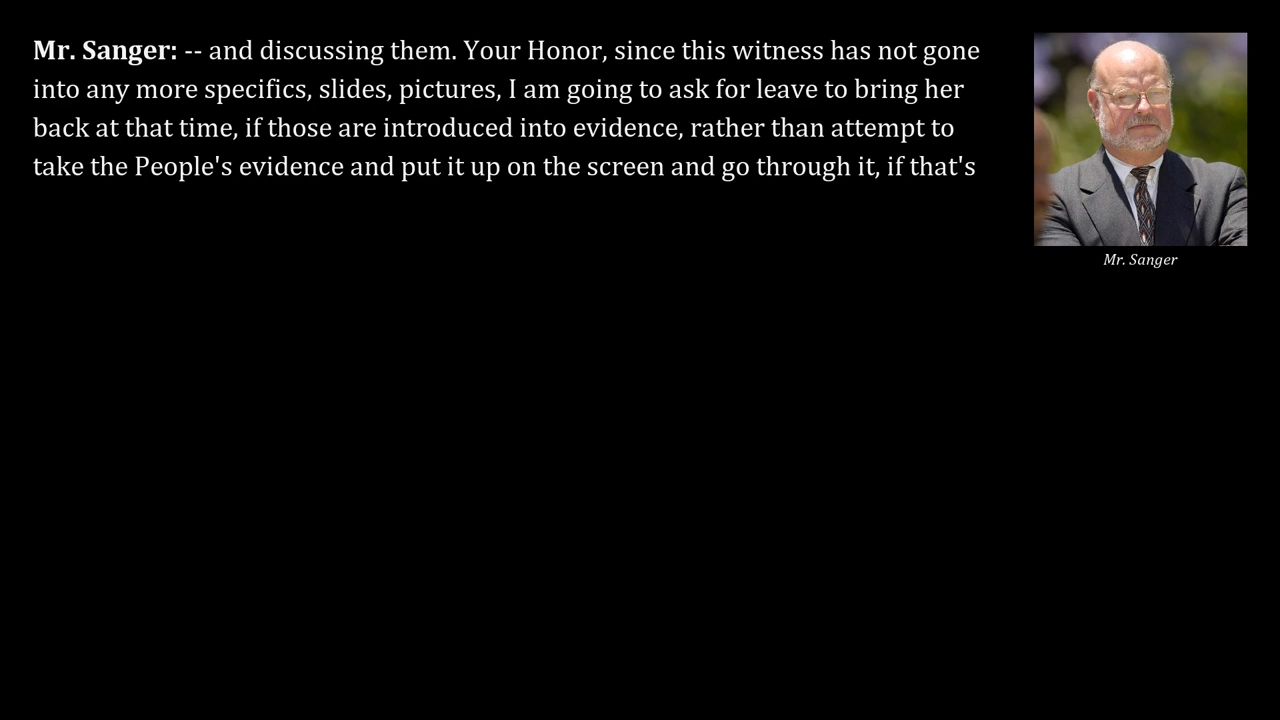 Mr. Sanger: -- and discussing them. Your Honor, since this witness has not gone
into any more specifics, slides, pictures, I am going to ask for leave to bring her
back at that time, if those are introduced into evidence, rather than attempt to
take the People's evidence and put it up on the screen and go through it, if that's
Mr. Sanger